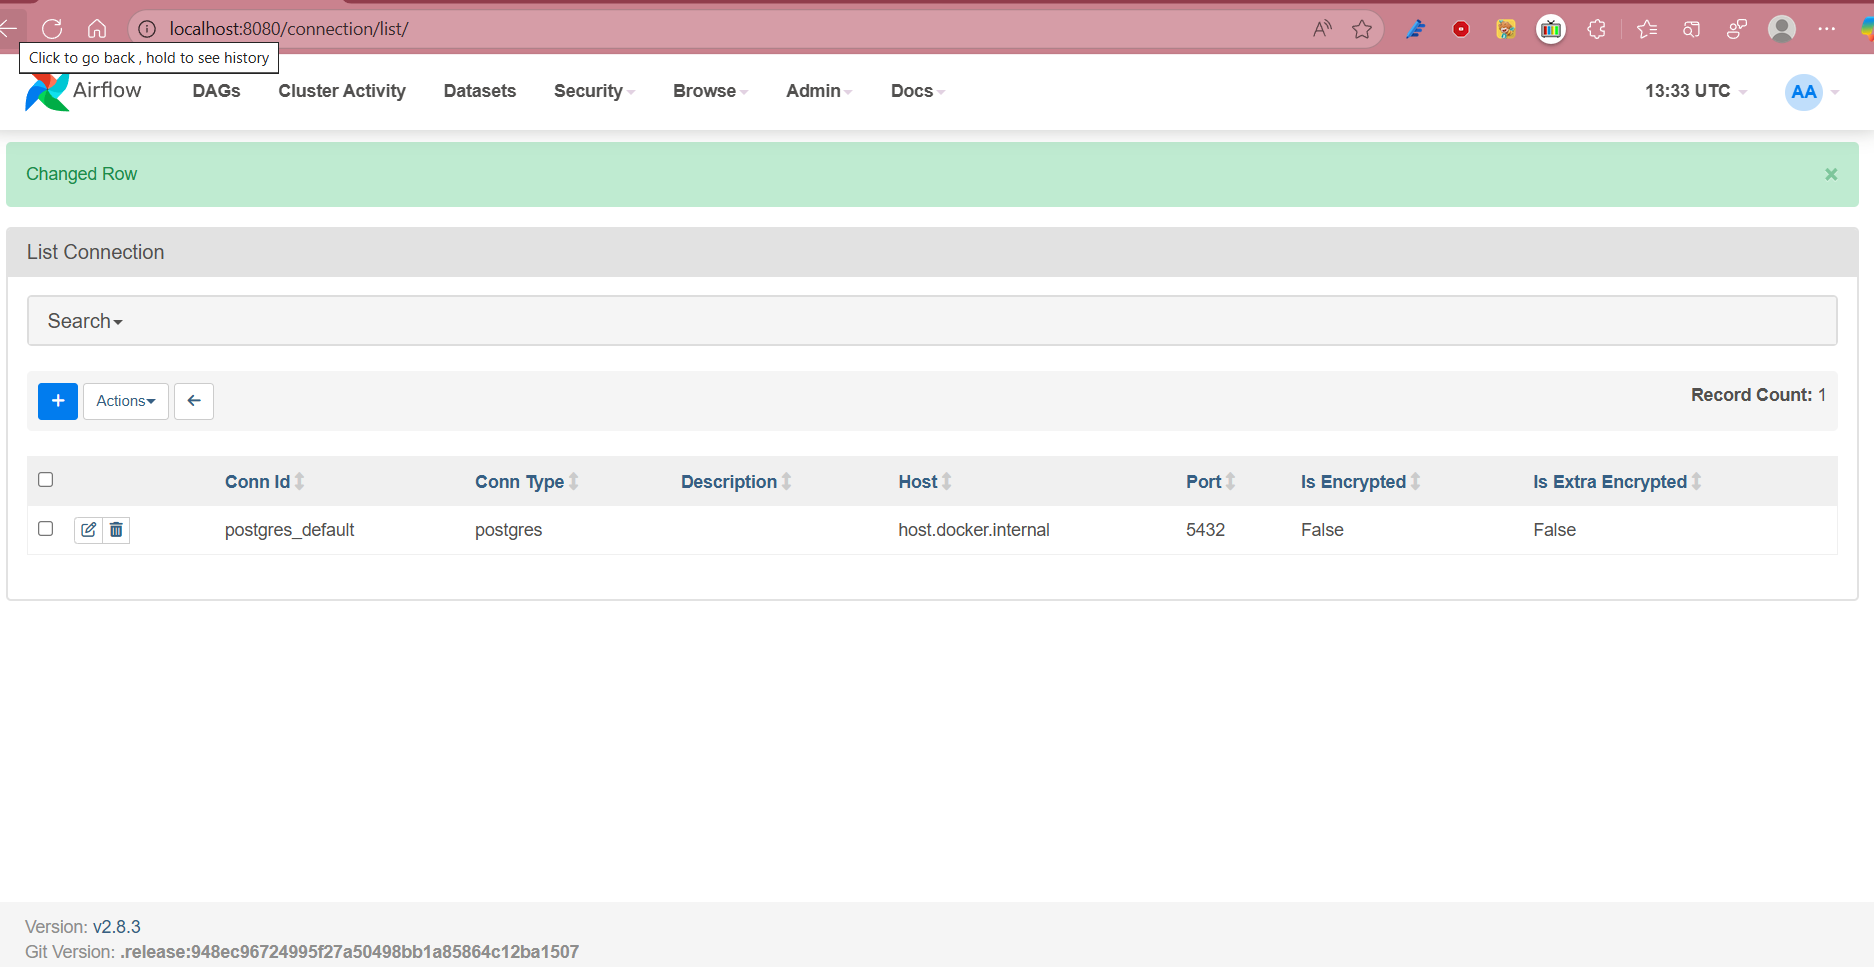 localhost:8080/connection/list/
Click to go back , hold to see history
Airflow
DAGs
Cluster Activity
Datasets
Security
Browse
Admin
Docs
13:33 UTC
AA
Changed Row
×
List Connection
Search
+
Actions
Record Count: 1
Conn Id
Conn Type
Description
Host
Port
Is Encrypted
Is Extra Encrypted
postgres_default
postgres
host.docker.internal
5432
False
False
Version: v2.8.3
Git Version: .release:948ec96724995f27a50498bb1a85864c12ba1507